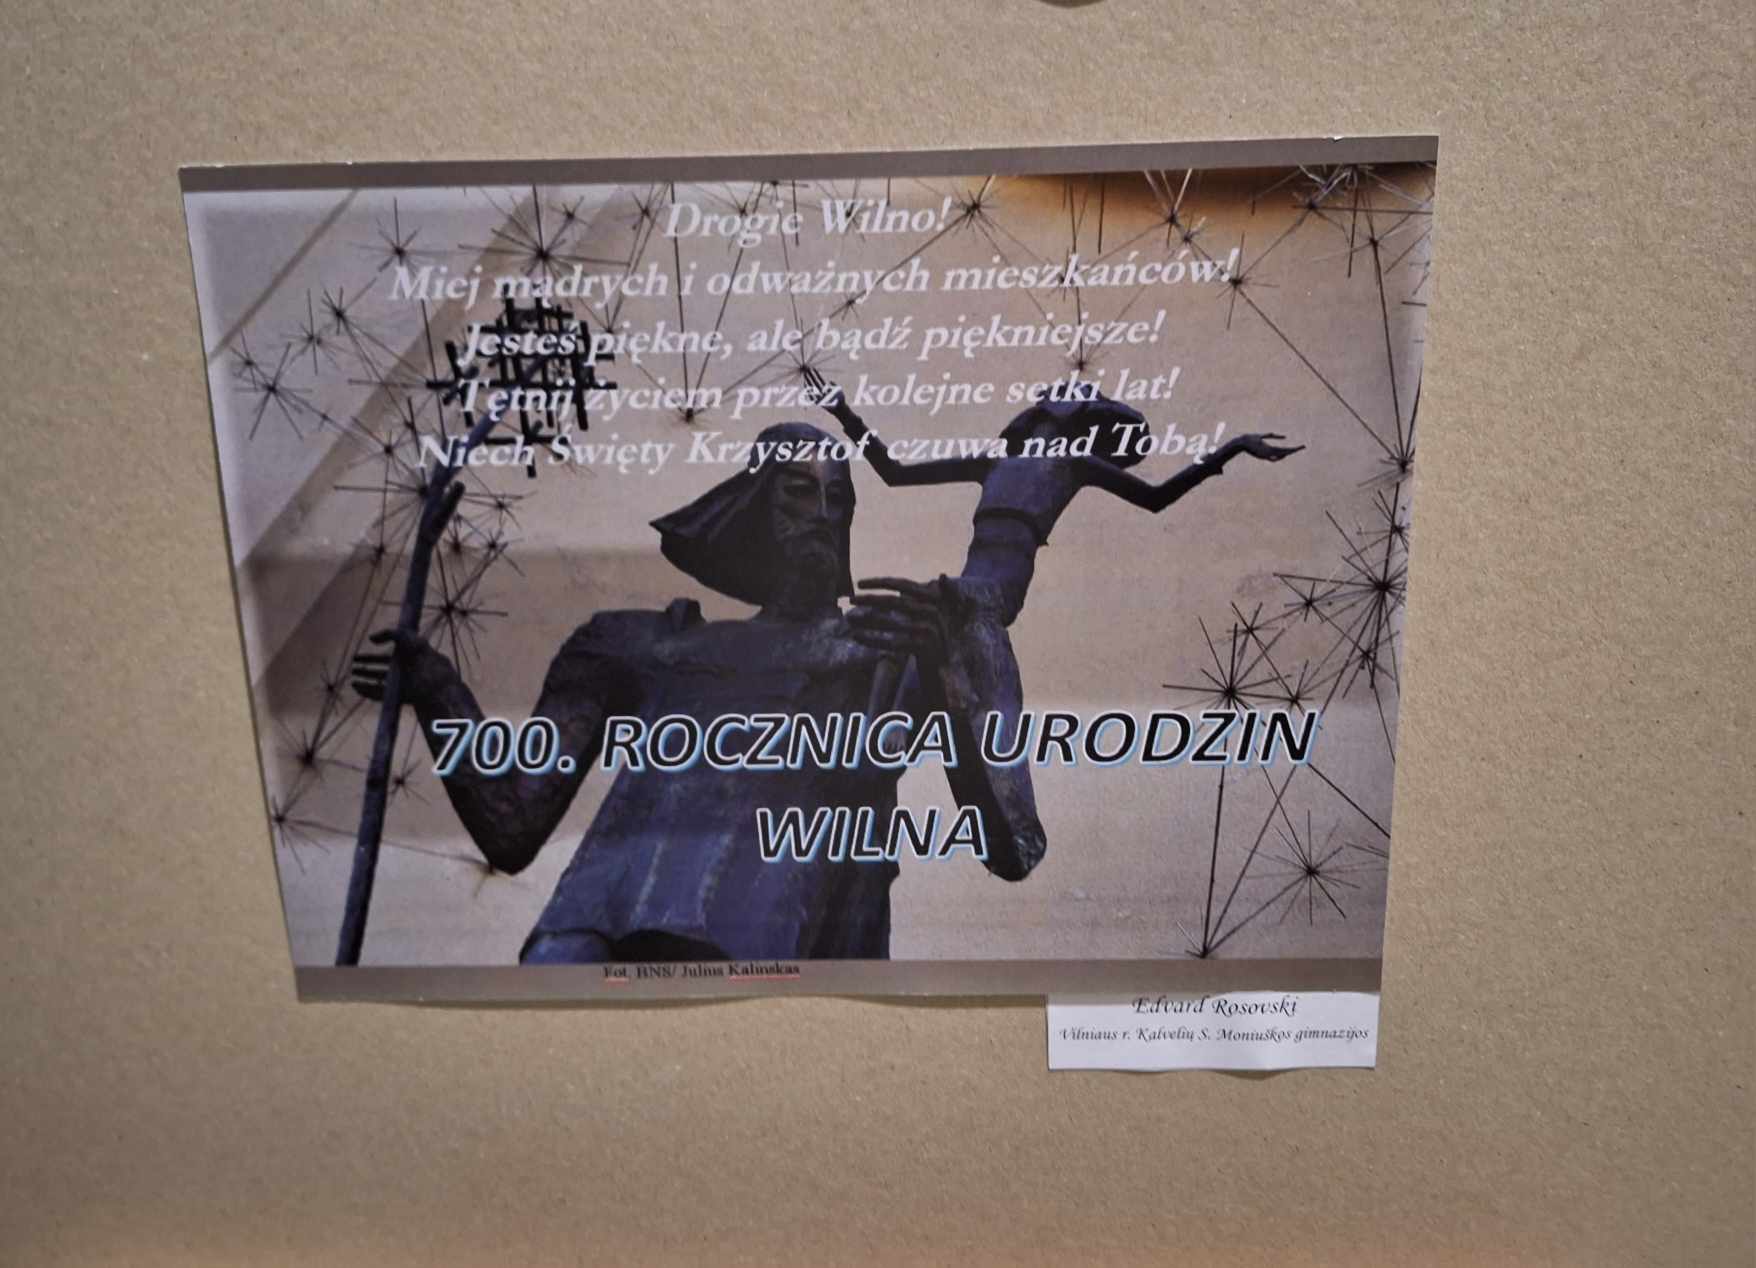 Drogie Wilno!
Miej mądrych i odważnych mieszkańców!
Jesteś piękne, ale bądź piękniejsze!
Tętnij życiem przez kolejne setki lat!
Niech Święty Krzysztof czuwa nad Tobą!
700. ROCZNICA URODZIN
WILNA
Fot. BNS/ Julius Kalinskas
Edvard Rosovski
Vilniaus r. Kalvelių S. Moniuškos gimnazijos